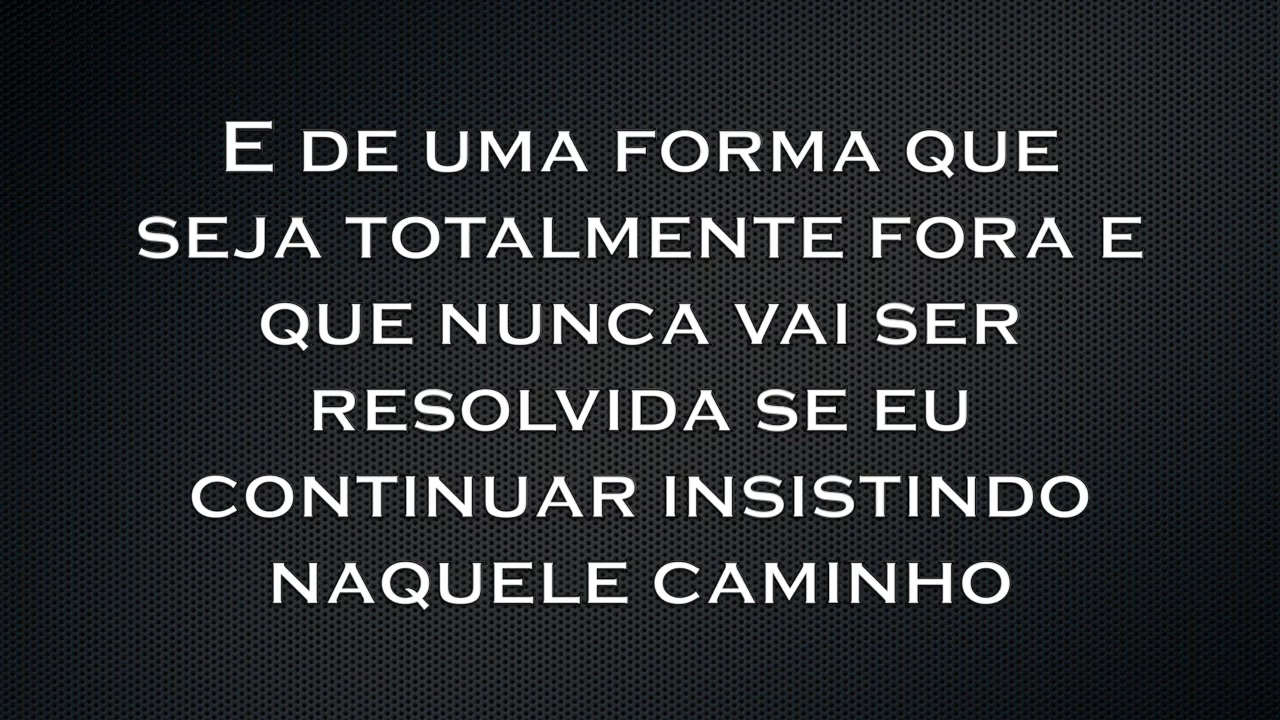 E DE UMA FORMA QUE
SEJA TOTALMENTE FORA E
QUE NUNCA VAI SER
RESOLVIDA SE EU
CONTINUAR INSISTINDO
NAQUELE CAMINHO